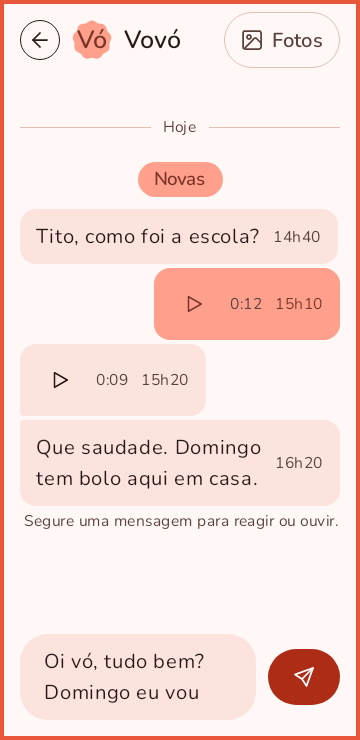 Vó Vovó Fotos
Hoje
Novas
Tito, como foi a escola? 14h40
0:12 15h10
0:09 15h20
Que saudade. Domingo
tem bolo aqui em casa. 16h20
Segure uma mensagem para reagir ou ouvir.
Oi vó, tudo bem?
Domingo eu vou